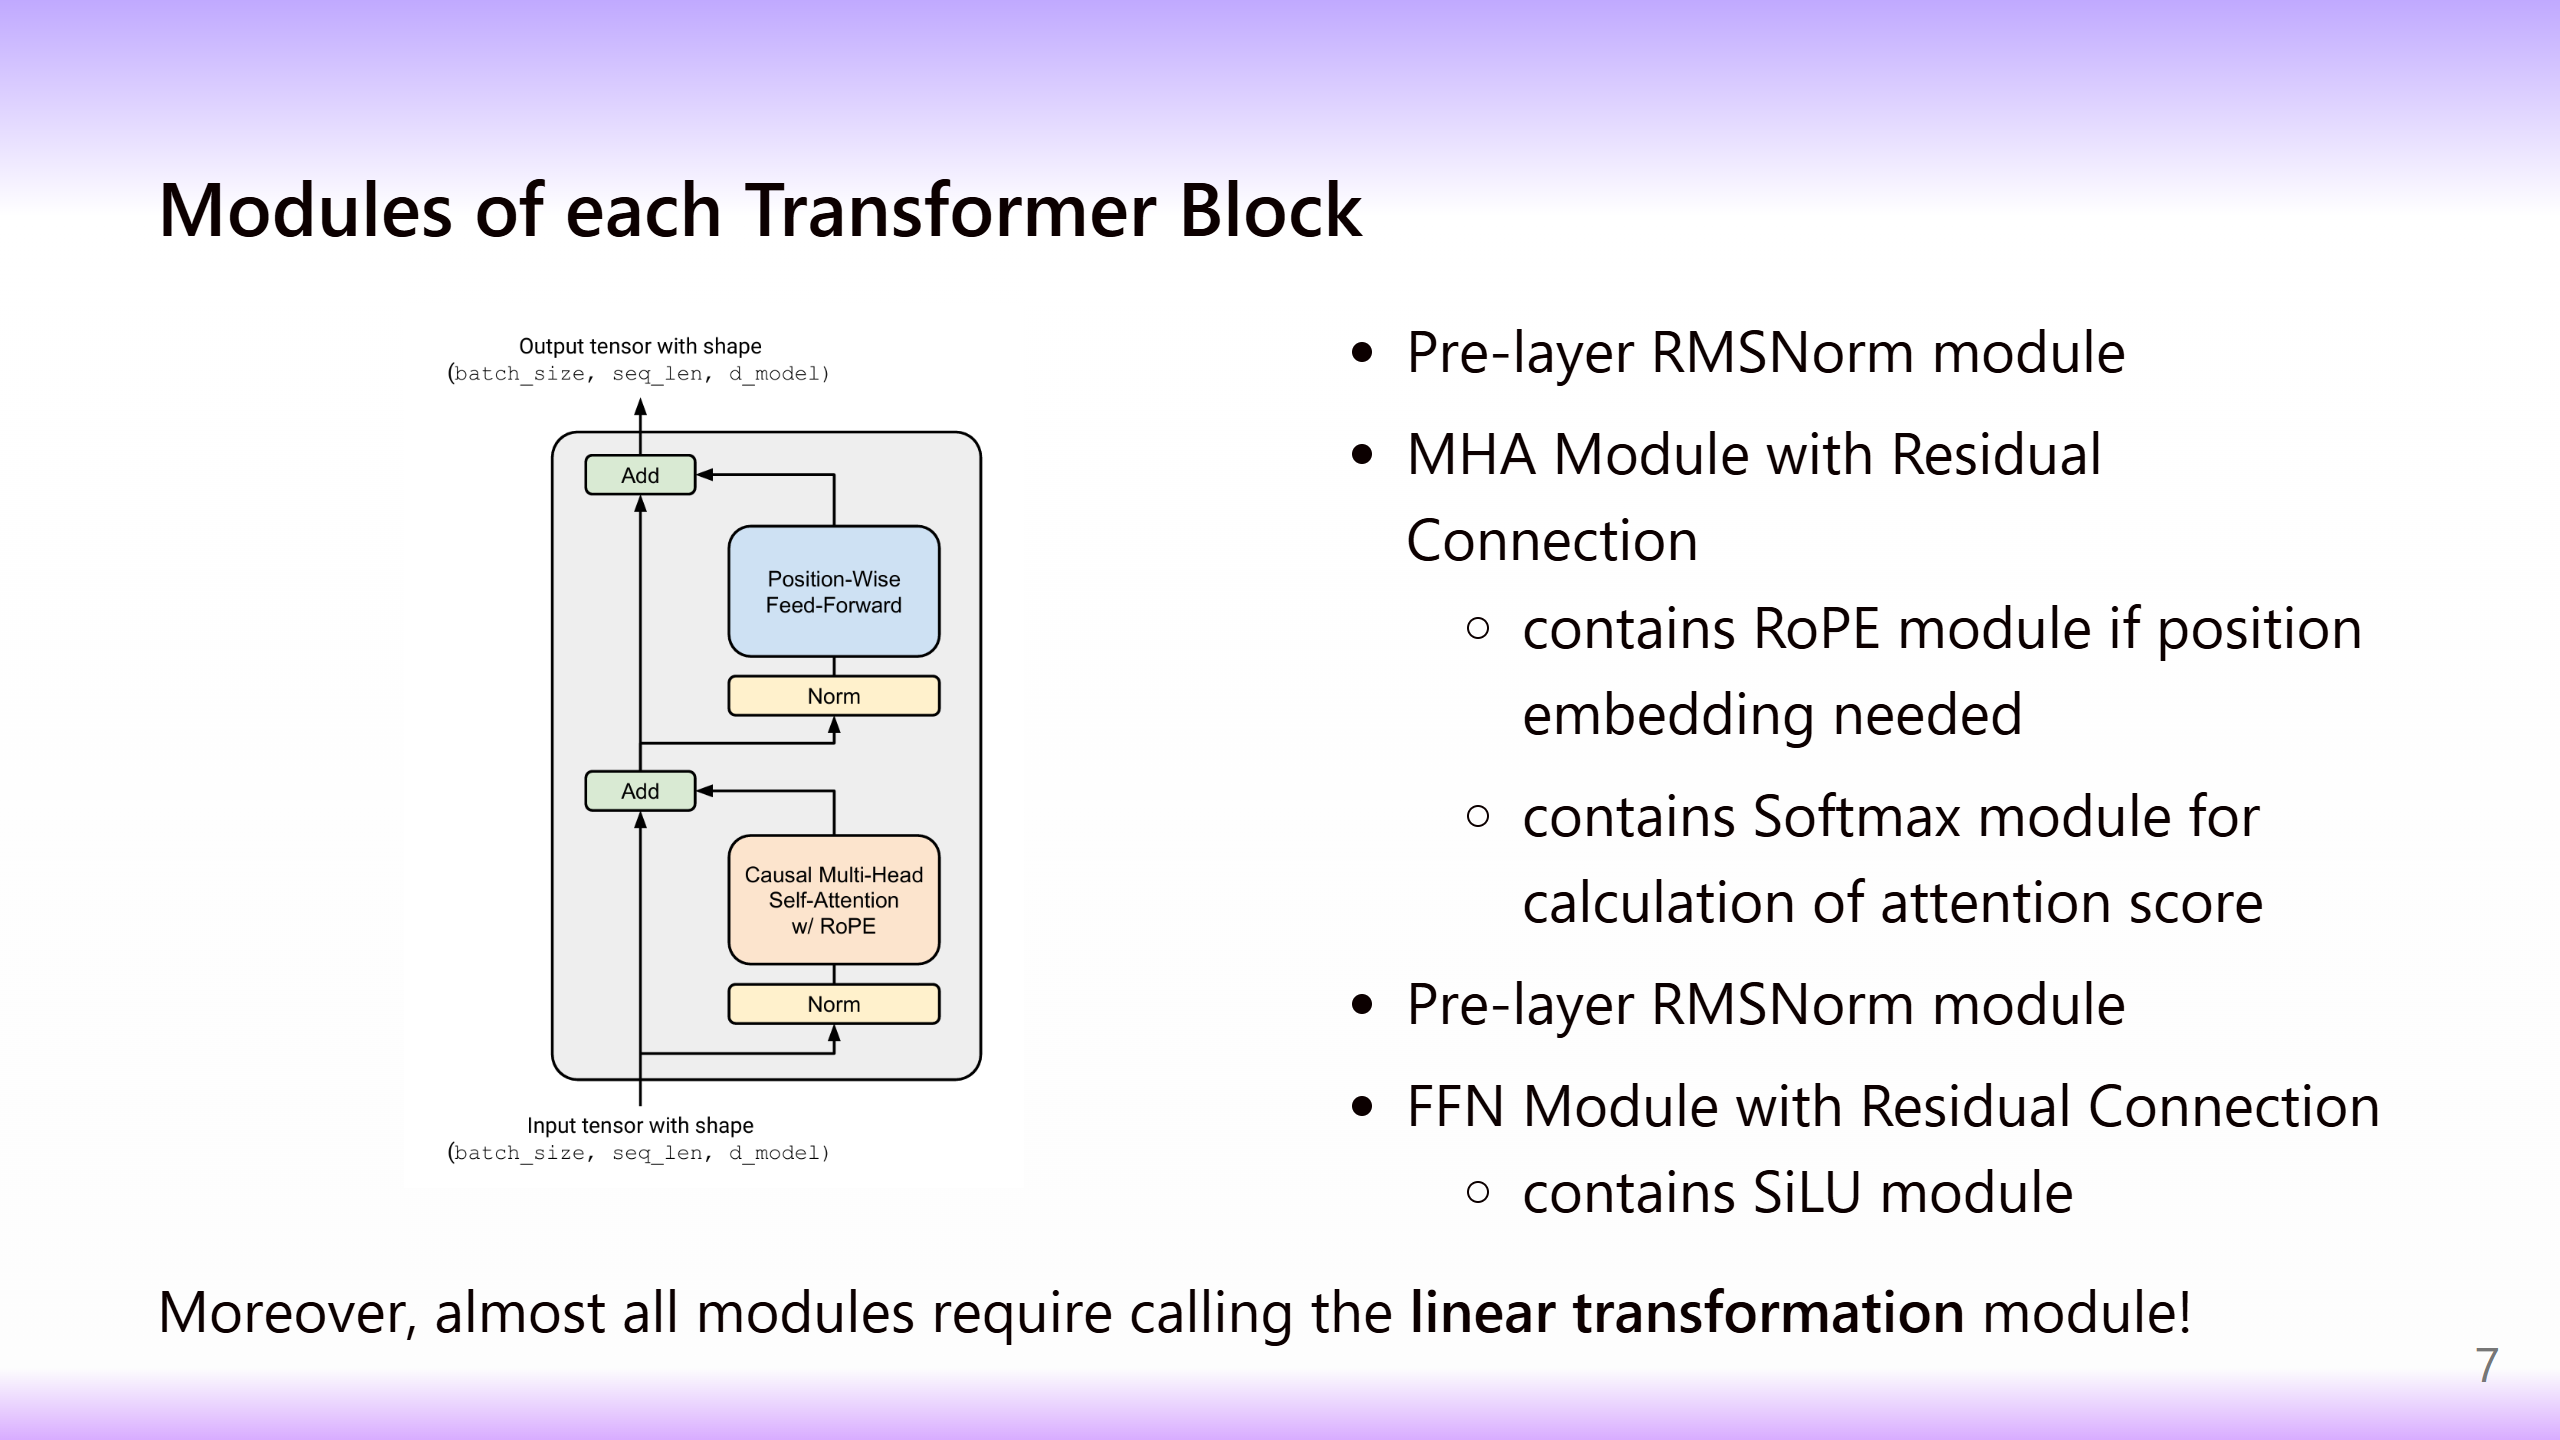 Modules of each Transformer Block
Output tensor with shape
(batch_size, seq_len, d_model)
Add
Position-Wise
Feed-Forward
Norm
Add
Causal Multi-Head
Self-Attention
w/ RoPE
Norm
Input tensor with shape
(batch_size, seq_len, d_model)
• Pre-layer RMSNorm module
• MHA Module with Residual
Connection
○ contains RoPE module if position
embedding needed
○ contains Softmax module for
calculation of attention score
• Pre-layer RMSNorm module
• FFN Module with Residual Connection
○ contains SiLU module
Moreover, almost all modules require calling the linear transformation module!
7